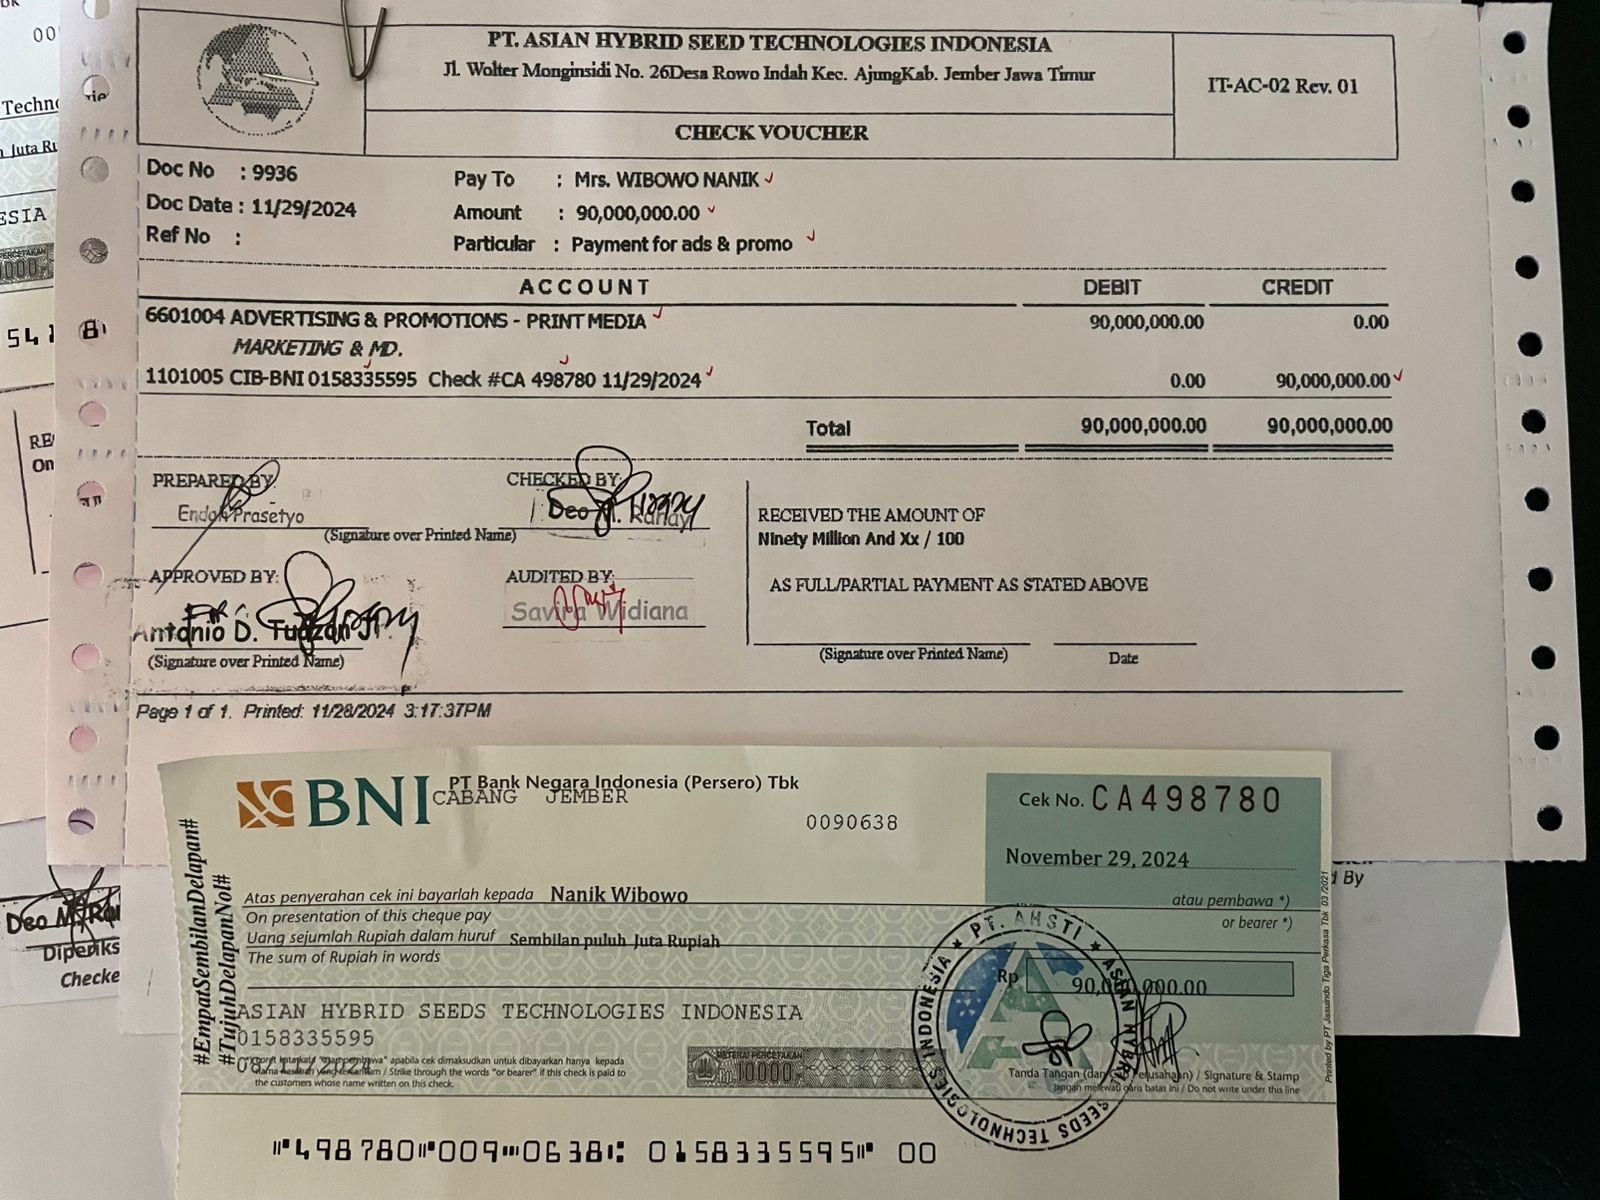 PT. ASIAN HYBRID SEED TECHNOLOGIES INDONESIA
Jl. Wolter Monginsidi No. 26Desa Rowo Indah Kec. AjungKab. Jember Jawa Timur
IT-AC-02 Rev. 01
CHECK VOUCHER
Doc No : 9936
Doc Date : 11/29/2024
Ref No :
Pay To : Mrs. WIBOWO NANIK
Amount : 90,000,000.00
Particular : Payment for ads & promo
ACCOUNT DEBIT CREDIT
6601004 ADVERTISING & PROMOTIONS - PRINT MEDIA 90,000,000.00 0.00
MARKETING & MD.
1101005 CIB-BNI 0158335595 Check #CA 498780 11/29/2024 0.00 90,000,000.00
Total 90,000,000.00 90,000,000.00
PREPARED BY:
Endah Prasetyo
(Signature over Printed Name)
CHECKED BY:
Deo M.
APPROVED BY:
Antonio D. Tuazon Jr.
(Signature over Printed Name)
AUDITED BY:
Savira Widiana
RECEIVED THE AMOUNT OF
Ninety Million And Xx / 100
AS FULL/PARTIAL PAYMENT AS STATED ABOVE
(Signature over Printed Name) Date
Page 1 of 1. Printed: 11/28/2024 3:17:37PM
BNI PT Bank Negara Indonesia (Persero) Tbk
CABANG JEMBER
0090638
Cek No. CA498780
November 29, 2024
#EmpatSembilanDelapan#
#TujuhDelapanNol#
Atas penyerahan cek ini bayarlah kepada Nanik Wibowo atau pembawa *)
On presentation of this cheque pay or bearer *)
Uang sejumlah Rupiah dalam huruf Sembilan puluh Juta Rupiah
The sum of Rupiah in words
Rp 90,000,000.00
ASIAN HYBRID SEEDS TECHNOLOGIES INDONESIA
0158335595
"pembawa" apabila cek dimaksudkan untuk dibayarkan hanya kepada
nama nasabah yang tercantum / Strike through the words "or bearer" if this check is paid to
the customers whose name written on this check.
METERAI PERCETAKAN
10000
PT. AHSTI ★ ASIAN HYBRID SEEDS TECHNOLOGIES INDONESIA ★
Tanda Tangan (dan Cap Perusahaan) / Signature & Stamp
Jangan melewati garis batas ini / Do not write under this line
Printed by PT Jasuindo Tiga Perkasa Tbk 03/2021
498780 009 0638 0158335595 00
Techn
Juta Ru
ESIA
Deo M.
Diperiks
Checke
By